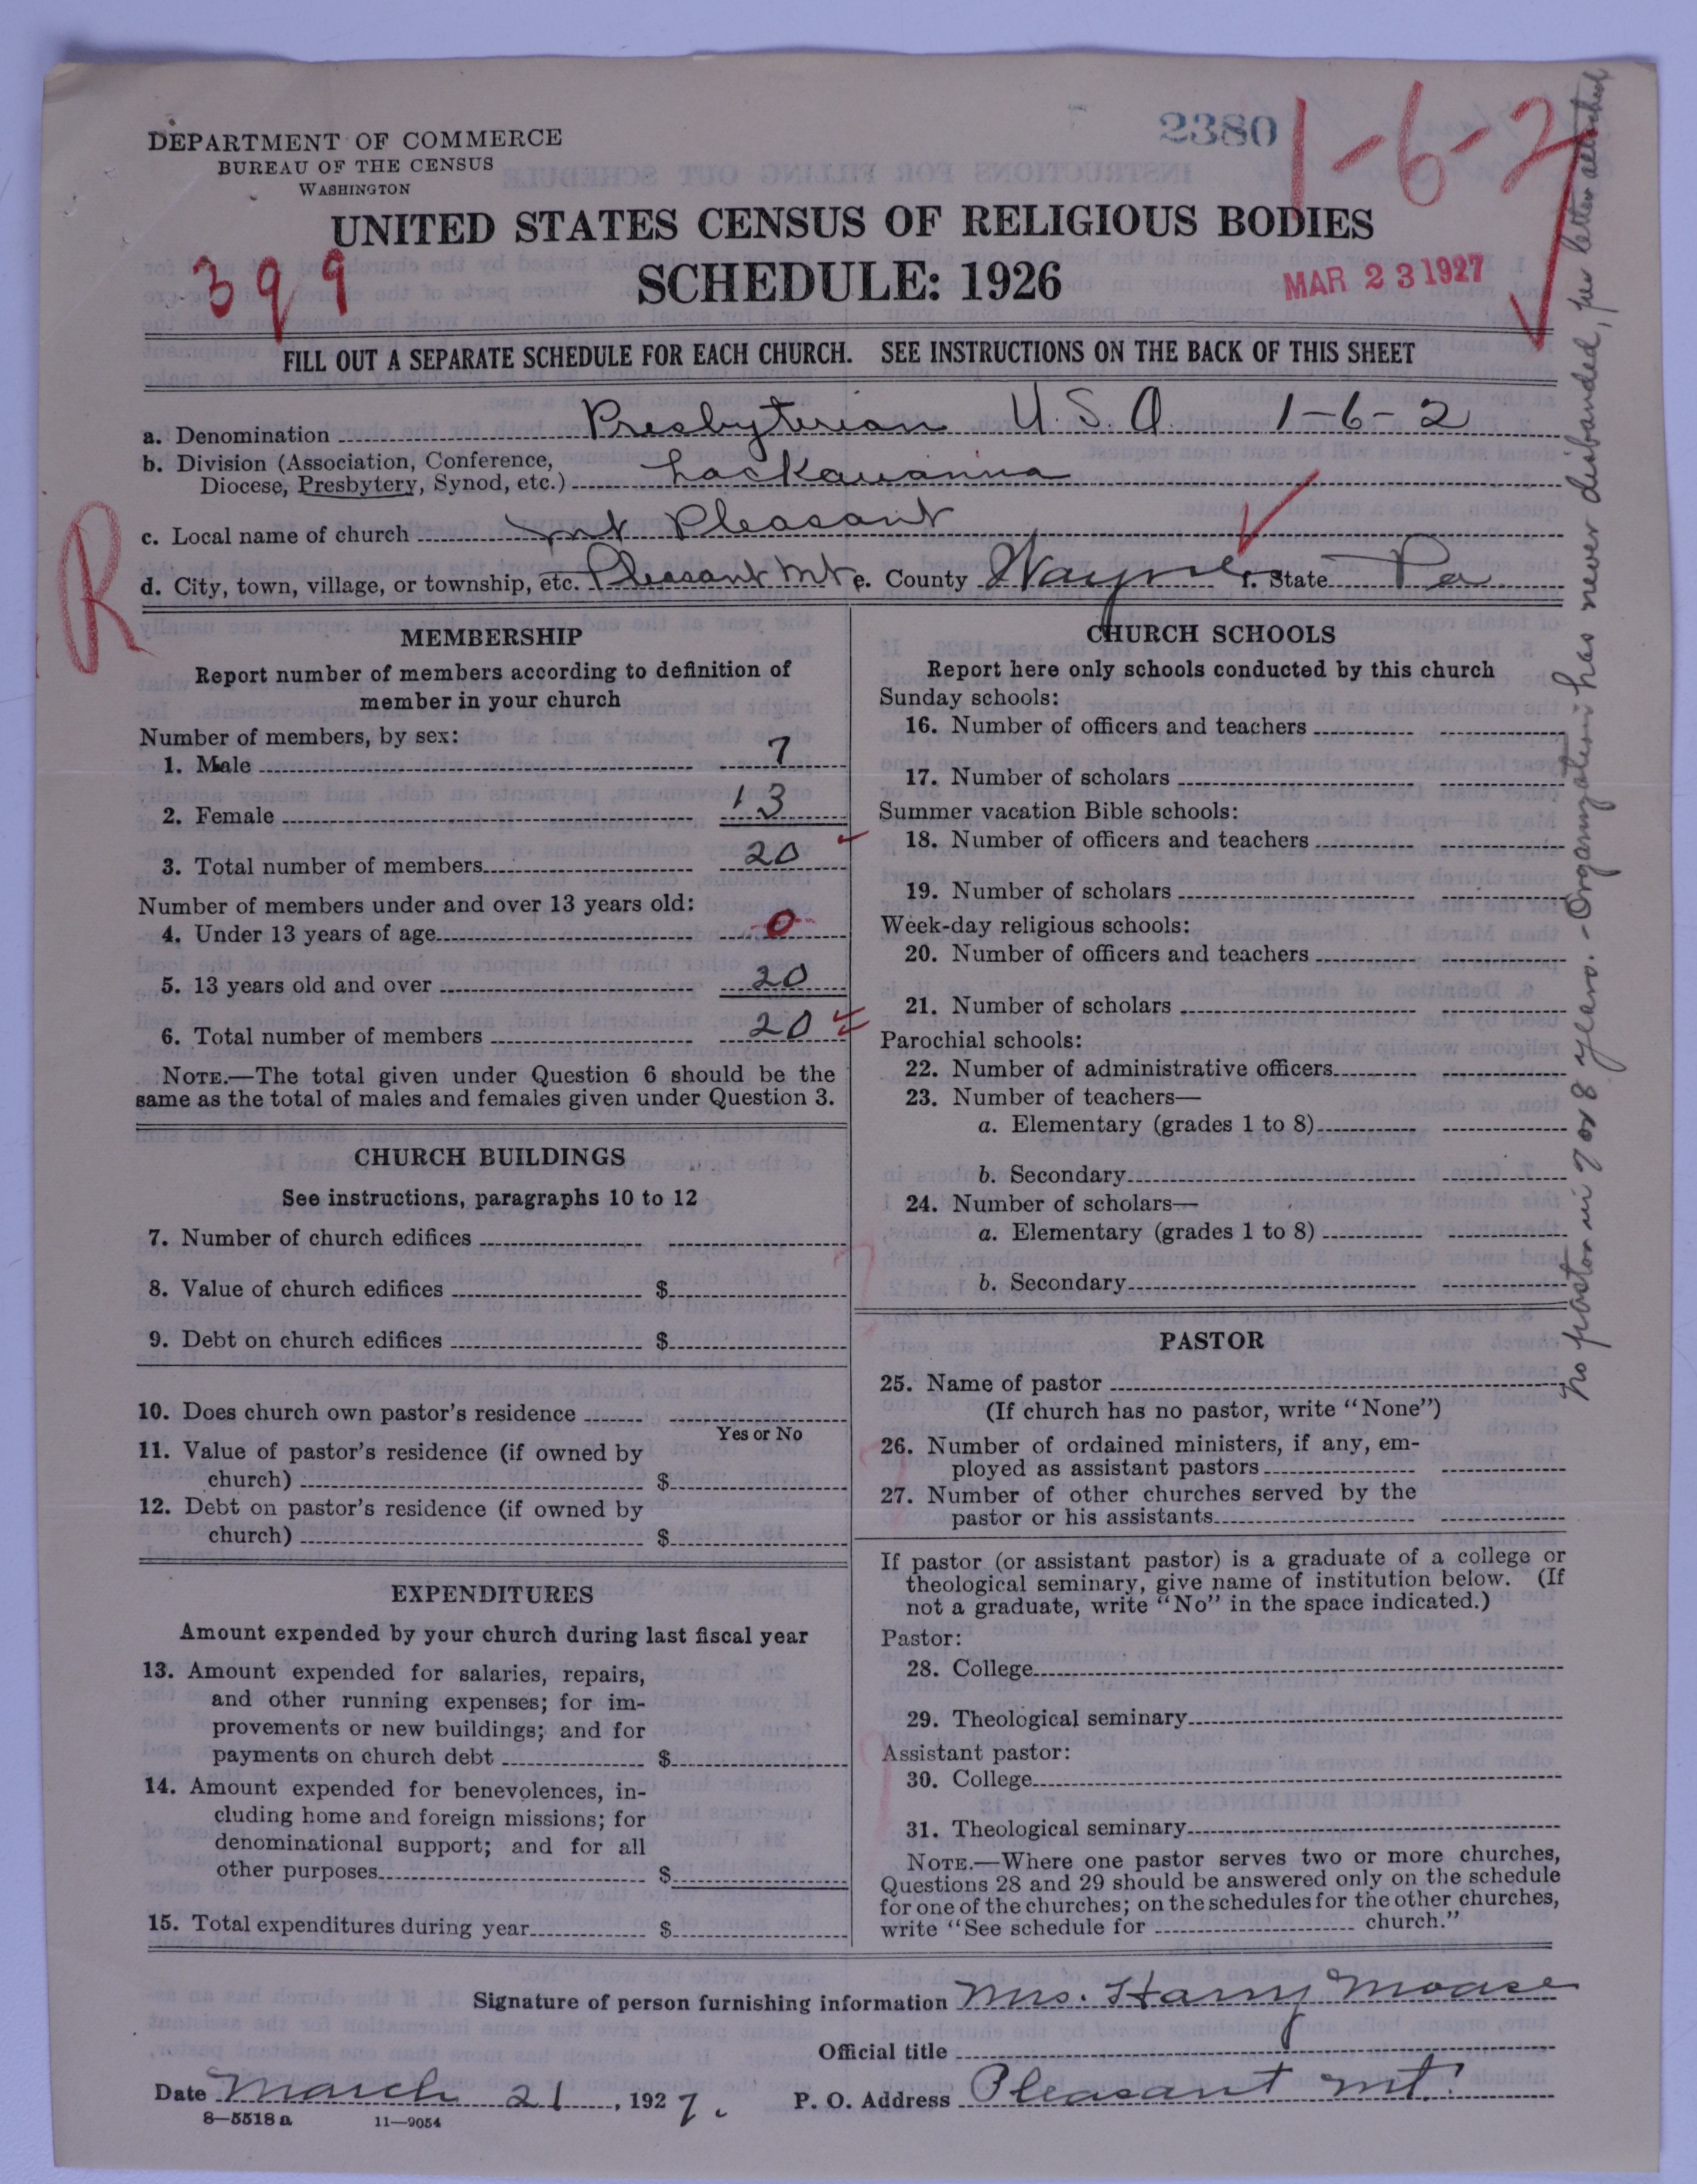 2380
1-6-2
DEPARTMENT OF COMMERCE
BUREAU OF THE CENSUS
WASHINGTON
UNITED STATES CENSUS OF RELIGIOUS BODIES
399
SCHEDULE: 1926
MAR 23 1927
FILL OUT A SEPARATE SCHEDULE FOR EACH CHURCH. SEE INSTRUCTIONS ON THE BACK OF THIS SHEET
a. Denomination Presbyterian U.S.A. 1-6-2
b. Division (Association, Conference,
Diocese, Presbytery, Synod, etc.) Lackawanna
c. Local name of church Mt Pleasant
d. City, town, village, or township, etc. Pleasant Mt e. County Wayne f. State Pa
R
MEMBERSHIP
Report number of members according to definition of
member in your church
Number of members, by sex:
1. Male 7
2. Female 13
3. Total number of members 20
Number of members under and over 13 years old:
4. Under 13 years of age 0
5. 13 years old and over 20
6. Total number of members 20
NOTE.—The total given under Question 6 should be the
same as the total of males and females given under Question 3.
CHURCH BUILDINGS
See instructions, paragraphs 10 to 12
7. Number of church edifices
8. Value of church edifices $
9. Debt on church edifices $
10. Does church own pastor's residence
Yes or No
11. Value of pastor's residence (if owned by
church) $
12. Debt on pastor's residence (if owned by
church) $
EXPENDITURES
Amount expended by your church during last fiscal year
13. Amount expended for salaries, repairs,
and other running expenses; for im-
provements or new buildings; and for
payments on church debt $
14. Amount expended for benevolences, in-
cluding home and foreign missions; for
denominational support; and for all
other purposes $
15. Total expenditures during year $
CHURCH SCHOOLS
Report here only schools conducted by this church
Sunday schools:
16. Number of officers and teachers
17. Number of scholars
Summer vacation Bible schools:
18. Number of officers and teachers
19. Number of scholars
Week-day religious schools:
20. Number of officers and teachers
21. Number of scholars
Parochial schools:
22. Number of administrative officers
23. Number of teachers—
a. Elementary (grades 1 to 8)
b. Secondary
24. Number of scholars—
a. Elementary (grades 1 to 8)
b. Secondary
PASTOR
25. Name of pastor
(If church has no pastor, write "None")
26. Number of ordained ministers, if any, em-
ployed as assistant pastors
27. Number of other churches served by the
pastor or his assistants
If pastor (or assistant pastor) is a graduate of a college or
theological seminary, give name of institution below. (If
not a graduate, write "No" in the space indicated.)
Pastor:
28. College
29. Theological seminary
Assistant pastor:
30. College
31. Theological seminary
NOTE.—Where one pastor serves two or more churches,
Questions 28 and 29 should be answered only on the schedule
for one of the churches; on the schedules for the other churches,
write "See schedule for church."
No pastor in 7 or 8 years. - Organization has never disbanded, per letter attached
Signature of person furnishing information Mrs. Harry Moase
Official title
Date March 21, 1927. P. O. Address Pleasant Mt.
8—5518a 11—9054